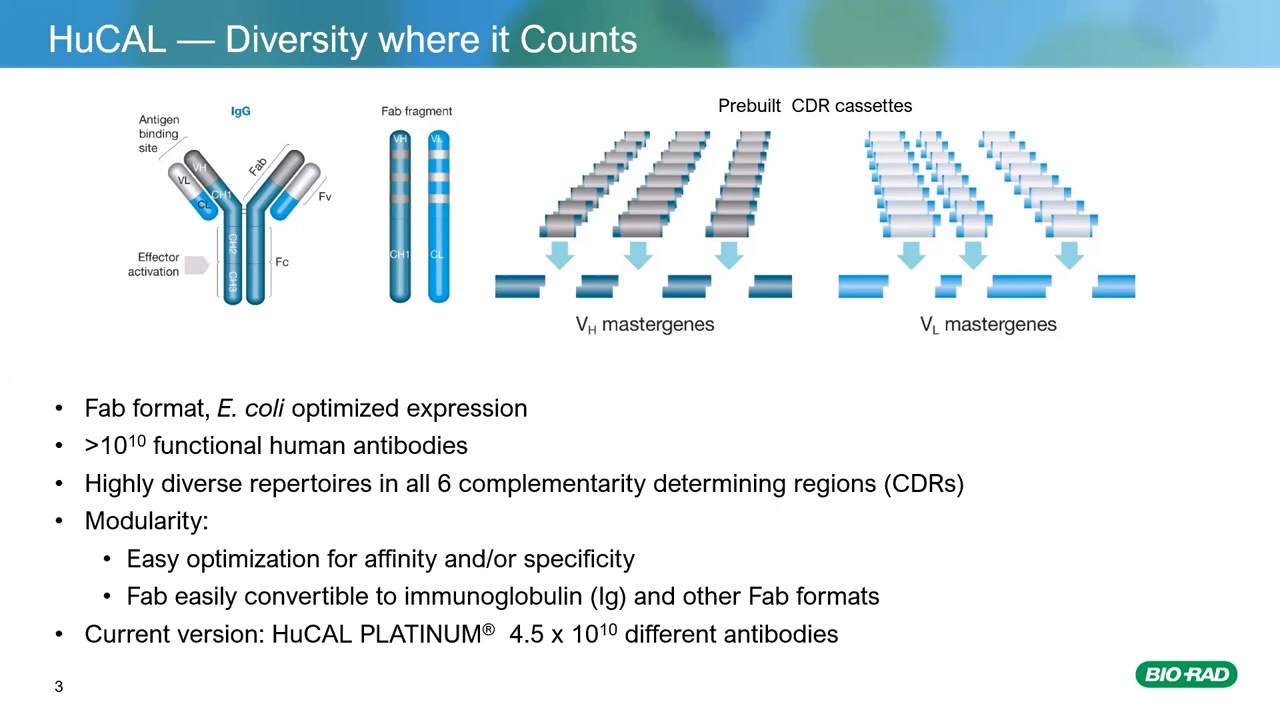 HuCAL — Diversity where it Counts
IgG
Antigen
binding
site
VH
VL
CH1
CL
Fab
Fv
CH2
CH3
Effector
activation
Fc
Fab fragment
VH
VL
CH1
CL
Prebuilt CDR cassettes
VH mastergenes
VL mastergenes
• Fab format, E. coli optimized expression
• >10¹⁰ functional human antibodies
• Highly diverse repertoires in all 6 complementarity determining regions (CDRs)
• Modularity:
• Easy optimization for affinity and/or specificity
• Fab easily convertible to immunoglobulin (Ig) and other Fab formats
• Current version: HuCAL PLATINUM® 4.5 x 10¹⁰ different antibodies
3
BIO-RAD